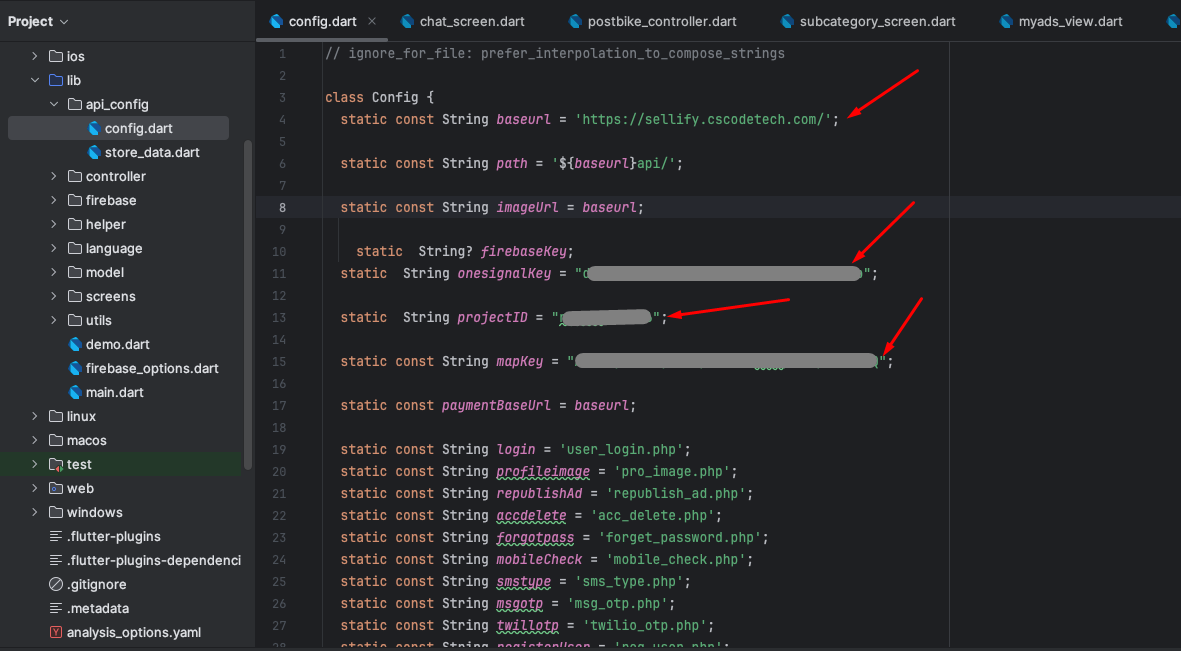 Project
config.dart
chat_screen.dart
postbike_controller.dart
subcategory_screen.dart
myads_view.dart
ios
lib
api_config
config.dart
store_data.dart
controller
firebase
helper
language
model
screens
utils
demo.dart
firebase_options.dart
main.dart
linux
macos
test
web
windows
.flutter-plugins
.flutter-plugins-dependenci
.gitignore
.metadata
analysis_options.yaml
1 // ignore_for_file: prefer_interpolation_to_compose_strings
2
3 class Config {
4 static const String baseurl = 'https://sellify.cscodetech.com/';
5
6 static const String path = '${baseurl}api/';
7
8 static const String imageUrl = baseurl;
9
10 static String? firebaseKey;
11 static String onesignalKey = "d";
12
13 static String projectID = "";
14
15 static const String mapKey = "";
16
17 static const paymentBaseUrl = baseurl;
18
19 static const String login = 'user_login.php';
20 static const String profileimage = 'pro_image.php';
21 static const String republishAd = 'republish_ad.php';
22 static const String accdelete = 'acc_delete.php';
23 static const String forgotpass = 'forget_password.php';
24 static const String mobileCheck = 'mobile_check.php';
25 static const String smstype = 'sms_type.php';
26 static const String msgotp = 'msg_otp.php';
27 static const String twillotp = 'twilio_otp.php';
28 static const String registerUser = 'reg_user.php';